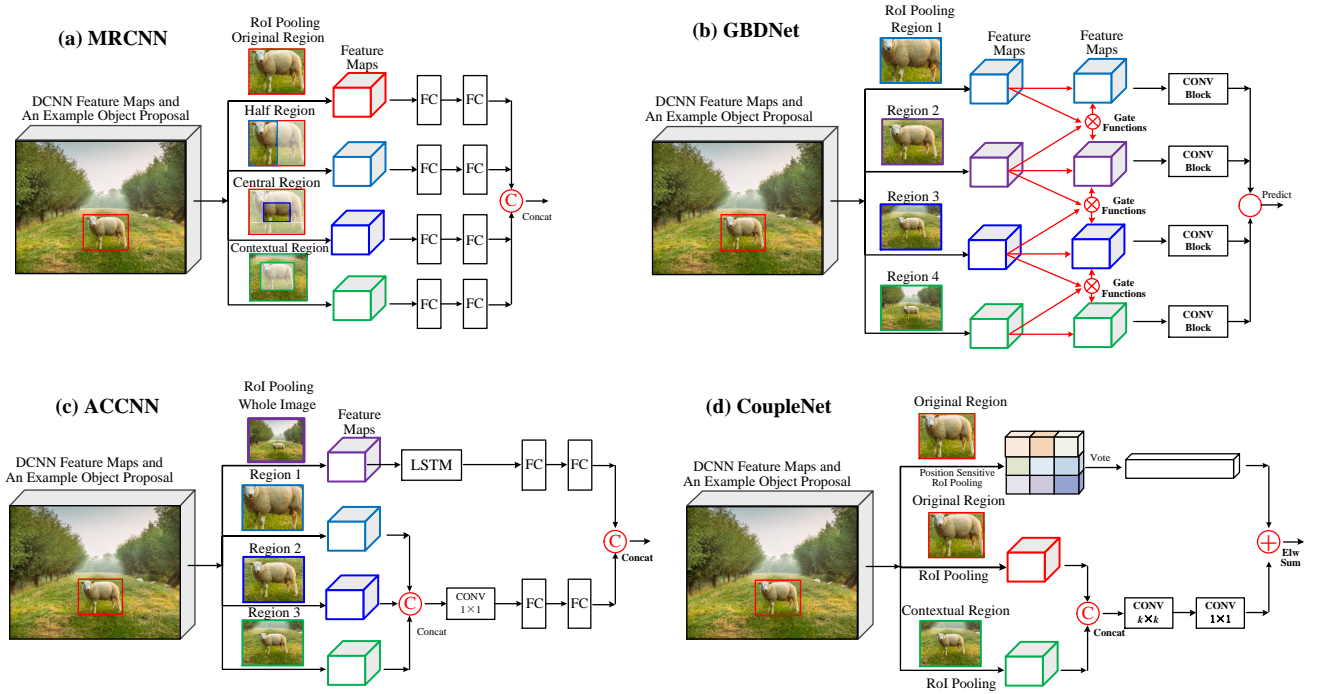 (a) MRCNN
RoI Pooling
Original Region
Feature
Maps
DCNN Feature Maps and
An Example Object Proposal
Half Region
Central Region
Contextual Region
FC
FC
FC
FC
FC
FC
FC
FC
C
Concat
(b) GBDNet
RoI Pooling
Region 1
Feature
Maps
Feature
Maps
DCNN Feature Maps and
An Example Object Proposal
Region 2
Region 3
Region 4
Gate
Functions
Gate
Functions
Gate
Functions
CONV
Block
CONV
Block
CONV
Block
CONV
Block
Predict
(c) ACCNN
RoI Pooling
Whole Image
Feature
Maps
DCNN Feature Maps and
An Example Object Proposal
Region 1
Region 2
Region 3
LSTM
FC
FC
C
Concat
CONV
1×1
FC
FC
C
Concat
(d) CoupleNet
Original Region
DCNN Feature Maps and
An Example Object Proposal
Position Sensitive
RoI Pooling
Vote
Original Region
RoI Pooling
Contextual Region
RoI Pooling
C
Concat
CONV
k×k
CONV
1×1
Elw
Sum